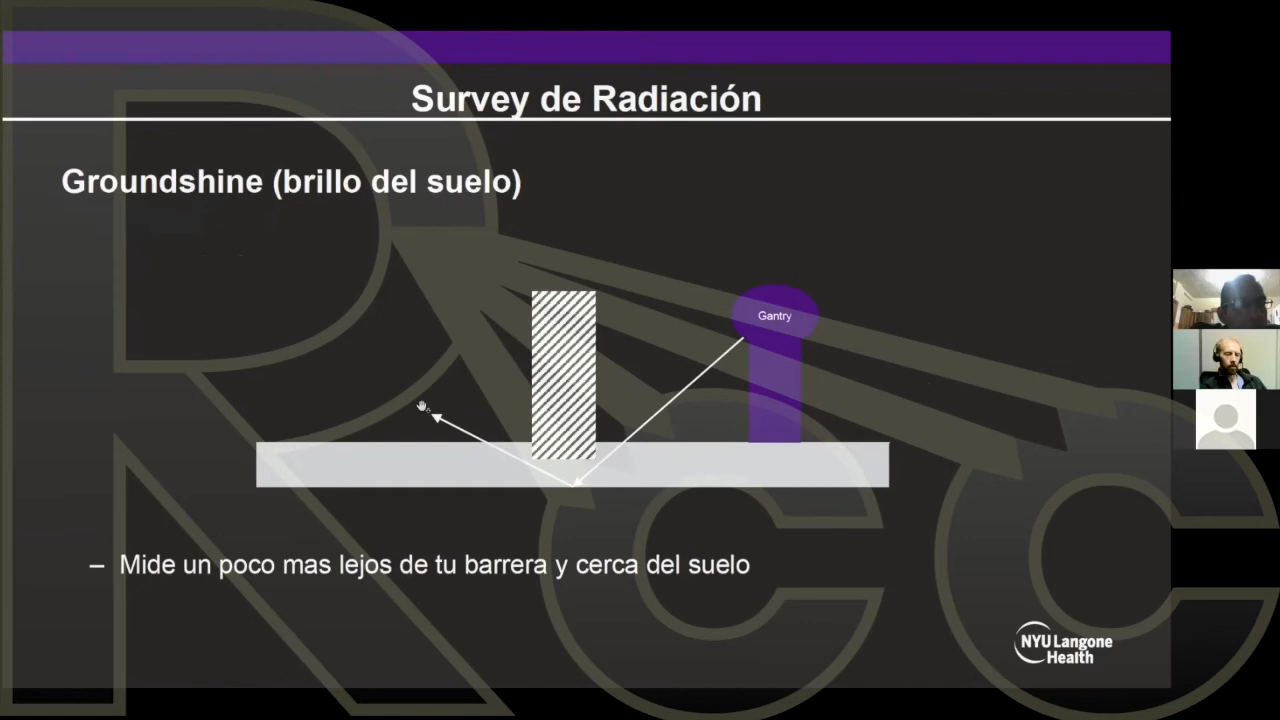 Survey de Radiación
Groundshine (brillo del suelo)
Gantry
– Mide un poco mas lejos de tu barrera y cerca del suelo
NYU Langone
Health
RCC